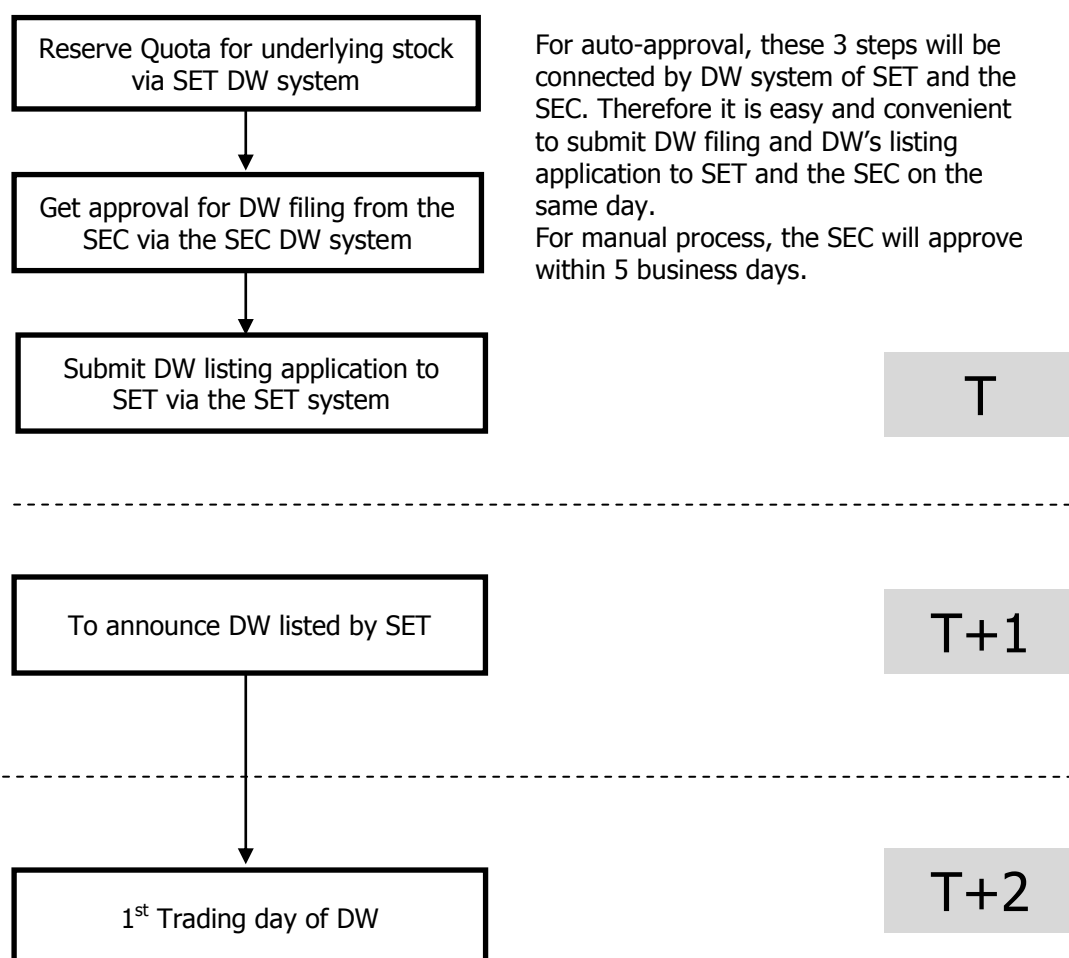 Reserve Quota for underlying stock
via SET DW system
For auto-approval, these 3 steps will be
connected by DW system of SET and the
SEC. Therefore it is easy and convenient
to submit DW filing and DW’s listing
application to SET and the SEC on the
same day.
For manual process, the SEC will approve
within 5 business days.
Get approval for DW filing from the
SEC via the SEC DW system
Submit DW listing application to
SET via the SET system
T
To announce DW listed by SET
T+1
1st Trading day of DW
T+2